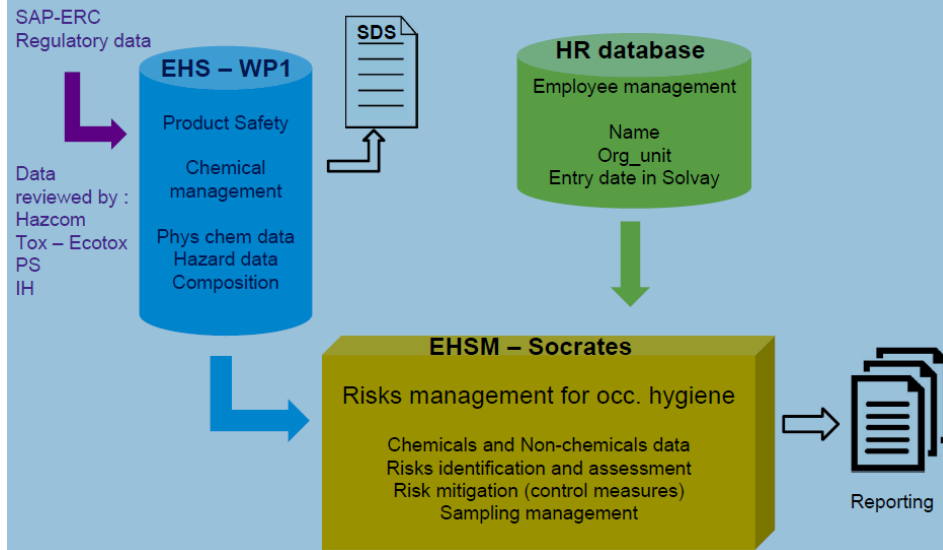 SAP-ERC
Regulatory data
Data
reviewed by :
Hazcom
Tox – Ecotox
PS
IH
EHS – WP1
Product Safety
Chemical
management
Phys chem data
Hazard data
Composition
SDS
HR database
Employee management
Name
Org_unit
Entry date in Solvay
EHSM – Socrates
Risks management for occ. hygiene
Chemicals and Non-chemicals data
Risks identification and assessment
Risk mitigation (control measures)
Sampling management
Reporting